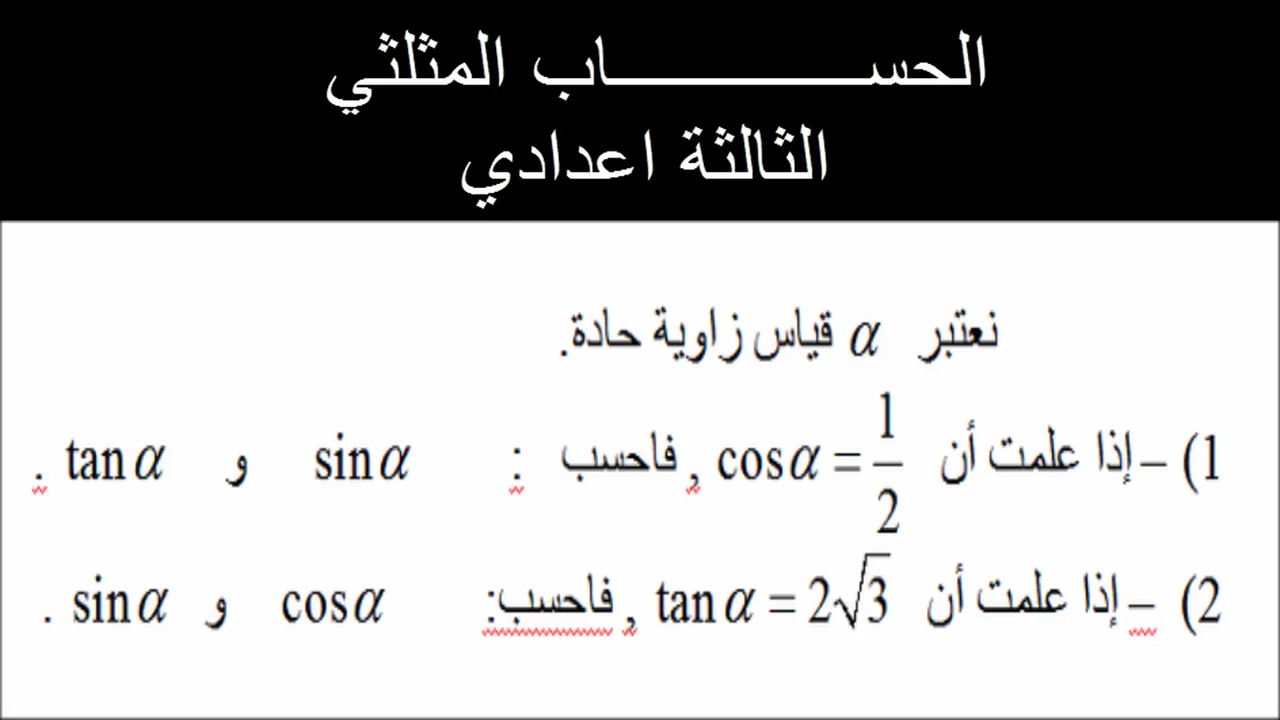 الحســـــــــــــاب المثلثي
الثالثة اعدادي
نعتبر α قياس زاوية حادة.
1) – إذا علمت أن cosα = 1/2 , فاحسب : sinα و tanα .
2) – إذا علمت أن tanα = 2√3 , فاحسب: cosα و sinα .